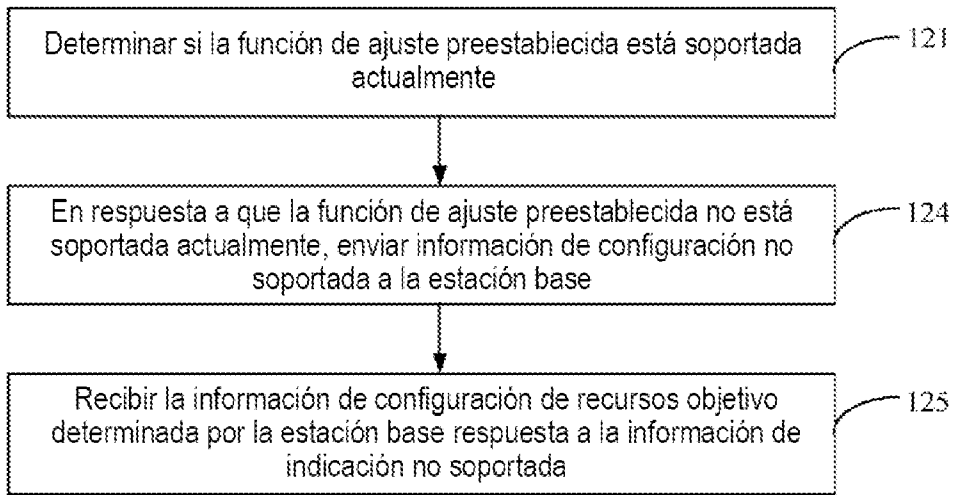 Determinar si la función de ajuste preestablecida está soportada
actualmente
121
En respuesta a que la función de ajuste preestablecida no está
soportada actualmente, enviar información de configuración no
soportada a la estación base
124
Recibir la información de configuración de recursos objetivo
determinada por la estación base respuesta a la información de
indicación no soportada
125